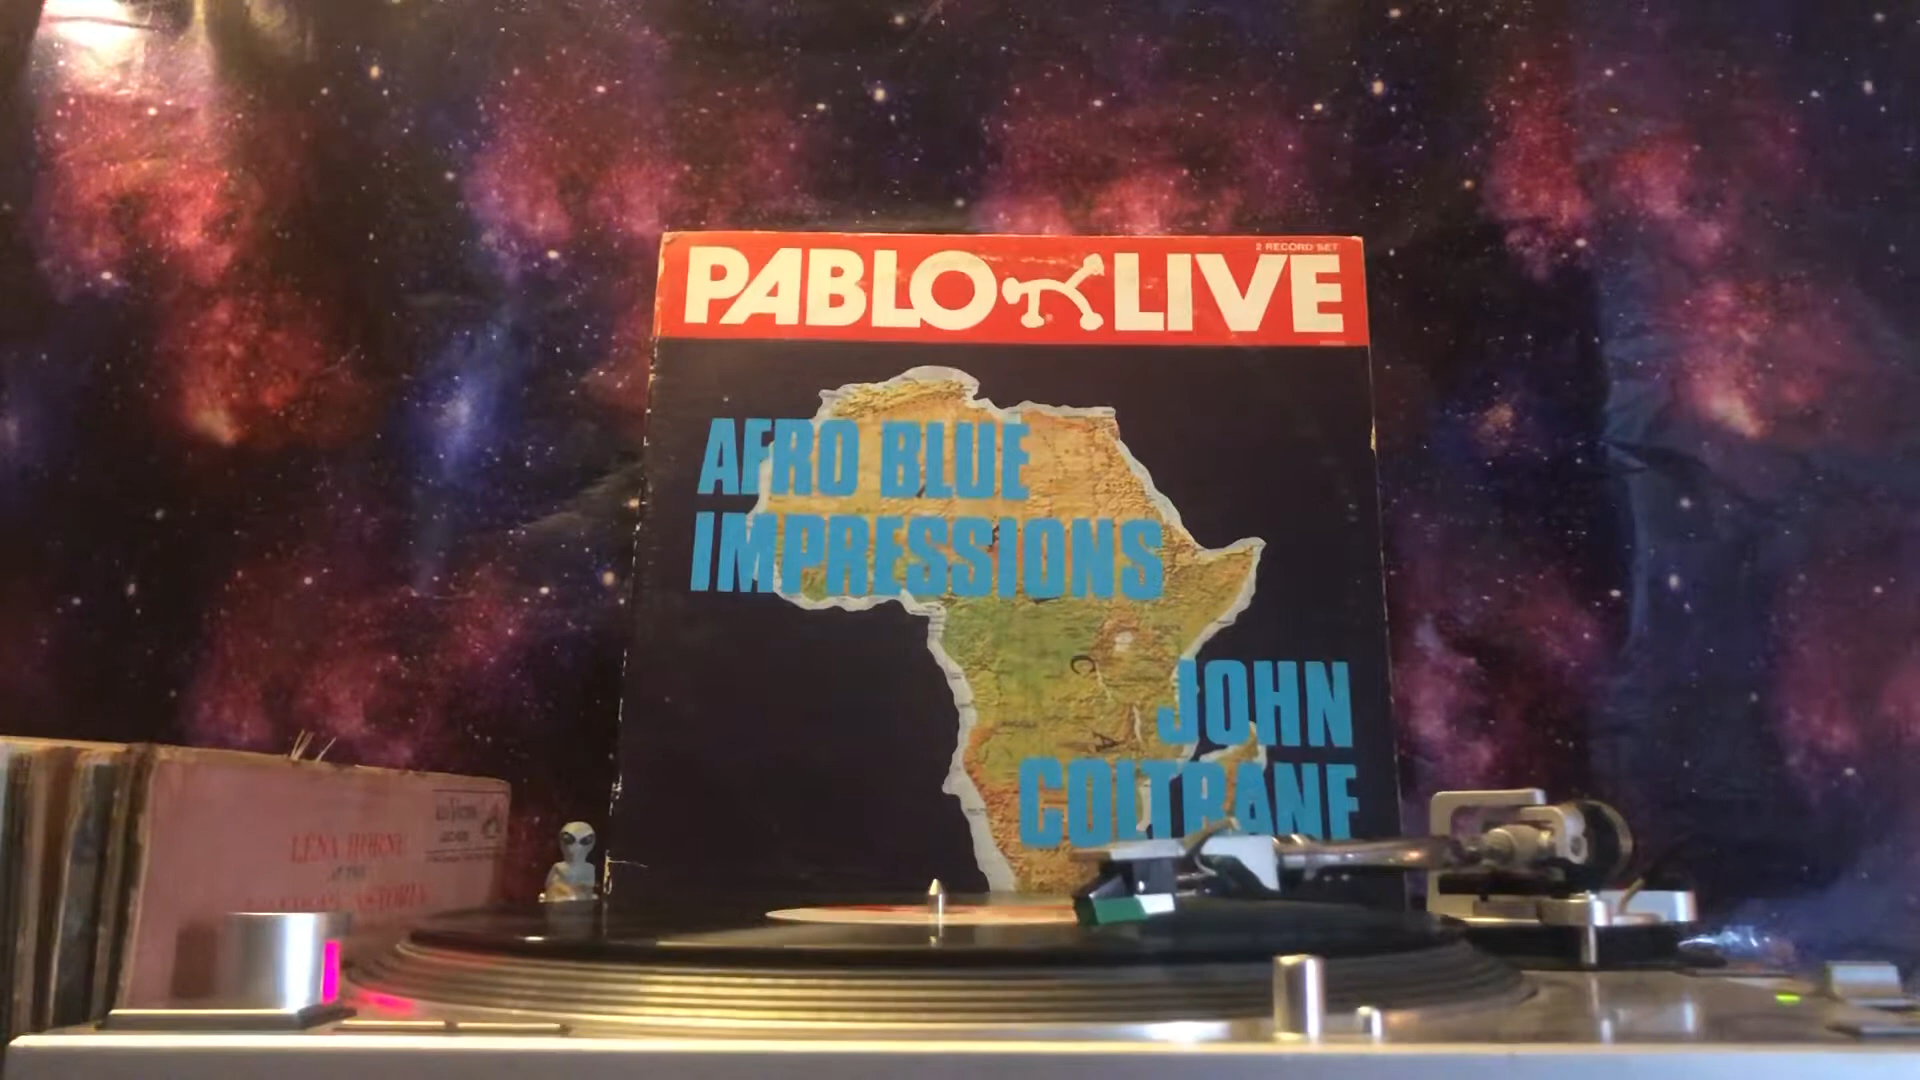 2 RECORD SET
PABLO LIVE
AFRO BLUE
IMPRESSIONS
C
A
JOHN
COLTRANE
LENA HORNE